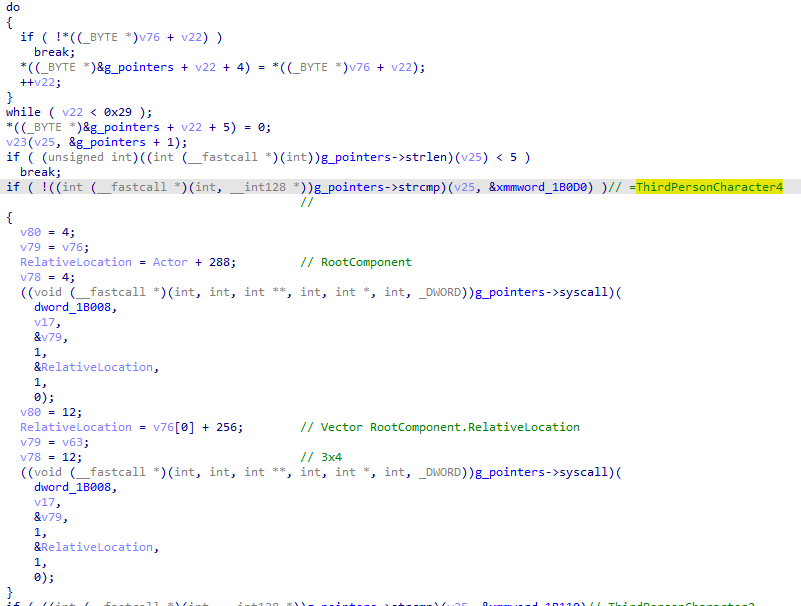 do
{
  if ( !*((_BYTE *)v76 + v22) )
    break;
  *((_BYTE *)&g_pointers + v22 + 4) = *((_BYTE *)v76 + v22);
  ++v22;
}
while ( v22 < 0x29 );
*((_BYTE *)&g_pointers + v22 + 5) = 0;
v23(v25, &g_pointers + 1);
if ( (unsigned int)((int (__fastcall *)(int))g_pointers->strlen)(v25) < 5 )
  break;
if ( !((int (__fastcall *)(int, __int128 *))g_pointers->strcmp)(v25, &xmmword_1B0D0) )// =ThirdPersonCharacter4
//
{
  v80 = 4;
  v79 = v76;
  RelativeLocation = Actor + 288; // RootComponent
  v78 = 4;
  ((void (__fastcall *)(int, int, int **, int, int *, int, _DWORD))g_pointers->syscall)(
    dword_1B008,
    v17,
    &v79,
    1,
    &RelativeLocation,
    1,
    0);
  v80 = 12;
  RelativeLocation = v76[0] + 256; // Vector RootComponent.RelativeLocation
  v79 = v63;
  v78 = 12; // 3x4
  ((void (__fastcall *)(int, int, int **, int, int *, int, _DWORD))g_pointers->syscall)(
    dword_1B008,
    v17,
    &v79,
    1,
    &RelativeLocation,
    1,
    0);
}